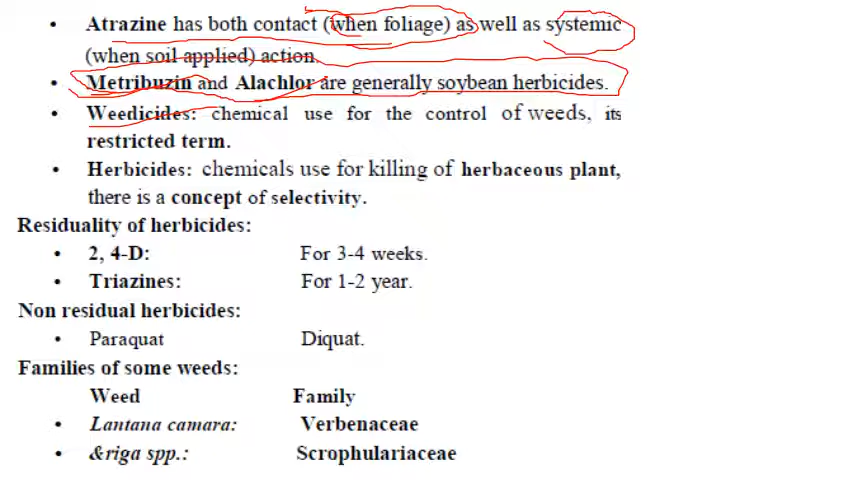 • Atrazine has both contact (when foliage) as well as systemic
(when soil applied) action.
• Metribuzin and Alachlor are generally soybean herbicides.
• Weedicides: chemical use for the control of weeds, its
restricted term.
• Herbicides: chemicals use for killing of herbaceous plant,
there is a concept of selectivity.
Residuality of herbicides:
• 2, 4-D: For 3-4 weeks.
• Triazines: For 1-2 year.
Non residual herbicides:
• Paraquat Diquat.
Families of some weeds:
Weed Family
• Lantana camara: Verbenaceae
• &riga spp.: Scrophulariaceae